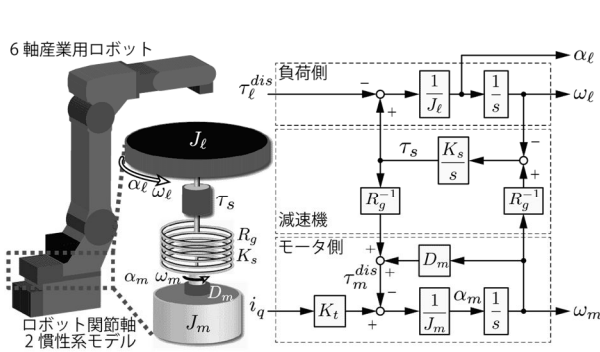 6軸産業用ロボット
J_ℓ
α_ℓ ω_ℓ
τ_s
R_g
K_s
α_m ω_m
D_m
J_m
ロボット関節軸
2慣性系モデル
負荷側
τ_ℓ^{dis}
−
+
1/J_ℓ
1/s
α_ℓ
ω_ℓ
τ_s
K_s/s
−
+
R_g^{-1}
R_g^{-1}
減速機
モータ側
+
+
D_m
τ_m^{dis}
−
i_q
K_t
+
1/J_m
α_m
1/s
ω_m